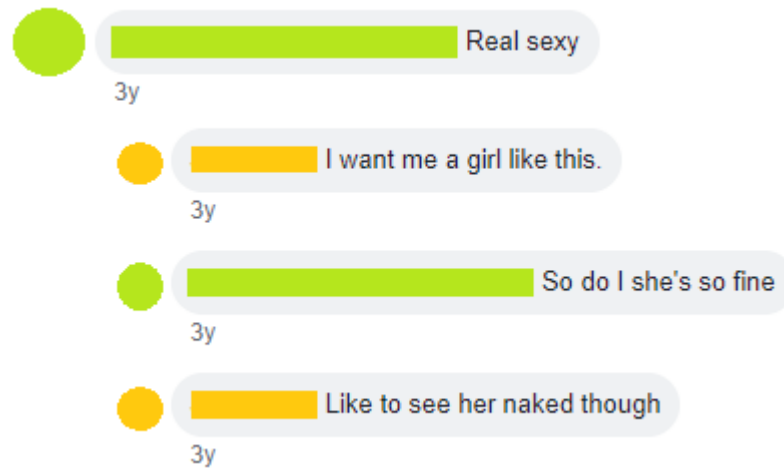 Real sexy
3y
I want me a girl like this.
3y
So do I she's so fine
3y
Like to see her naked though
3y